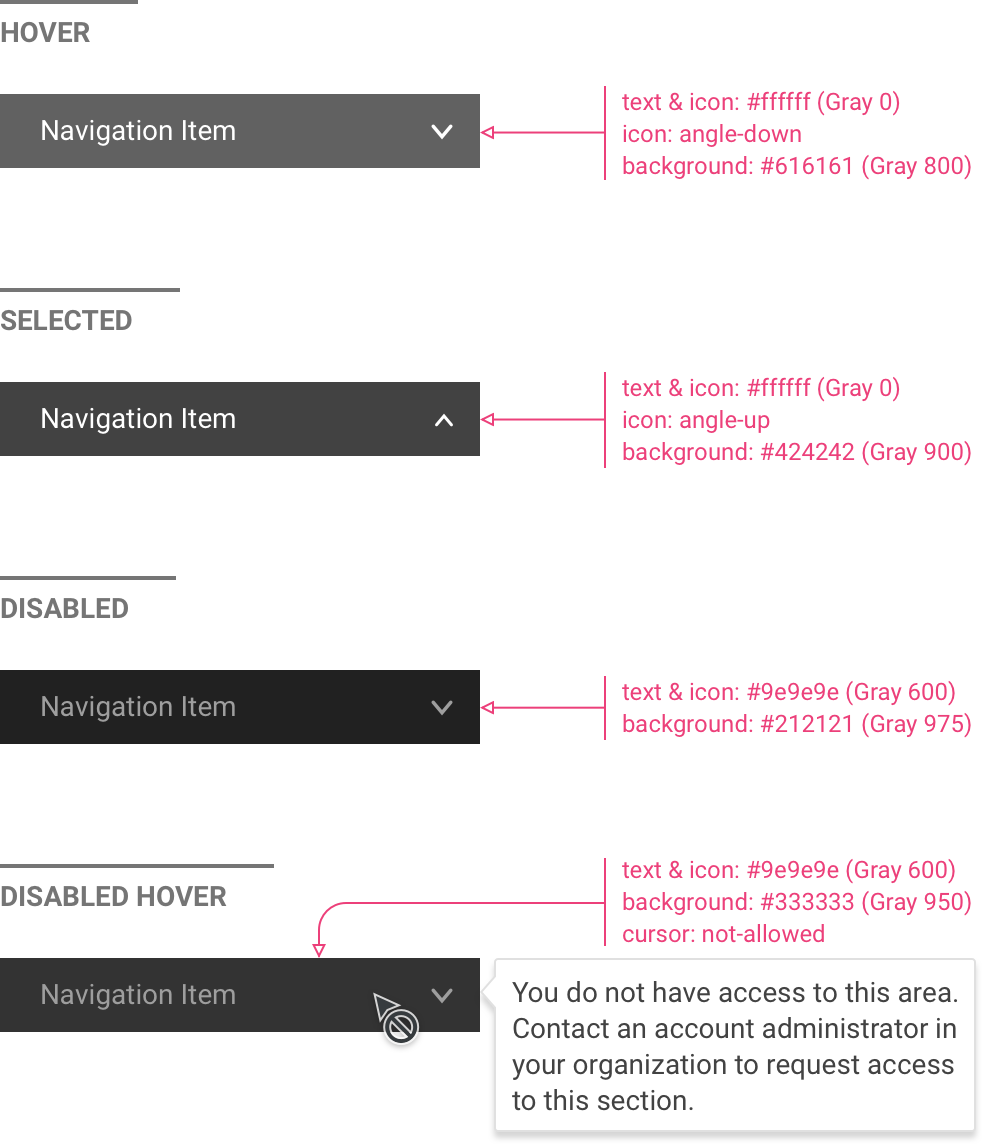 HOVER
Navigation Item
text & icon: #ffffff (Gray 0)
icon: angle-down
background: #616161 (Gray 800)
SELECTED
Navigation Item
text & icon: #ffffff (Gray 0)
icon: angle-up
background: #424242 (Gray 900)
DISABLED
Navigation Item
text & icon: #9e9e9e (Gray 600)
background: #212121 (Gray 975)
DISABLED HOVER
text & icon: #9e9e9e (Gray 600)
background: #333333 (Gray 950)
cursor: not-allowed
Navigation Item
You do not have access to this area.
Contact an account administrator in
your organization to request access
to this section.